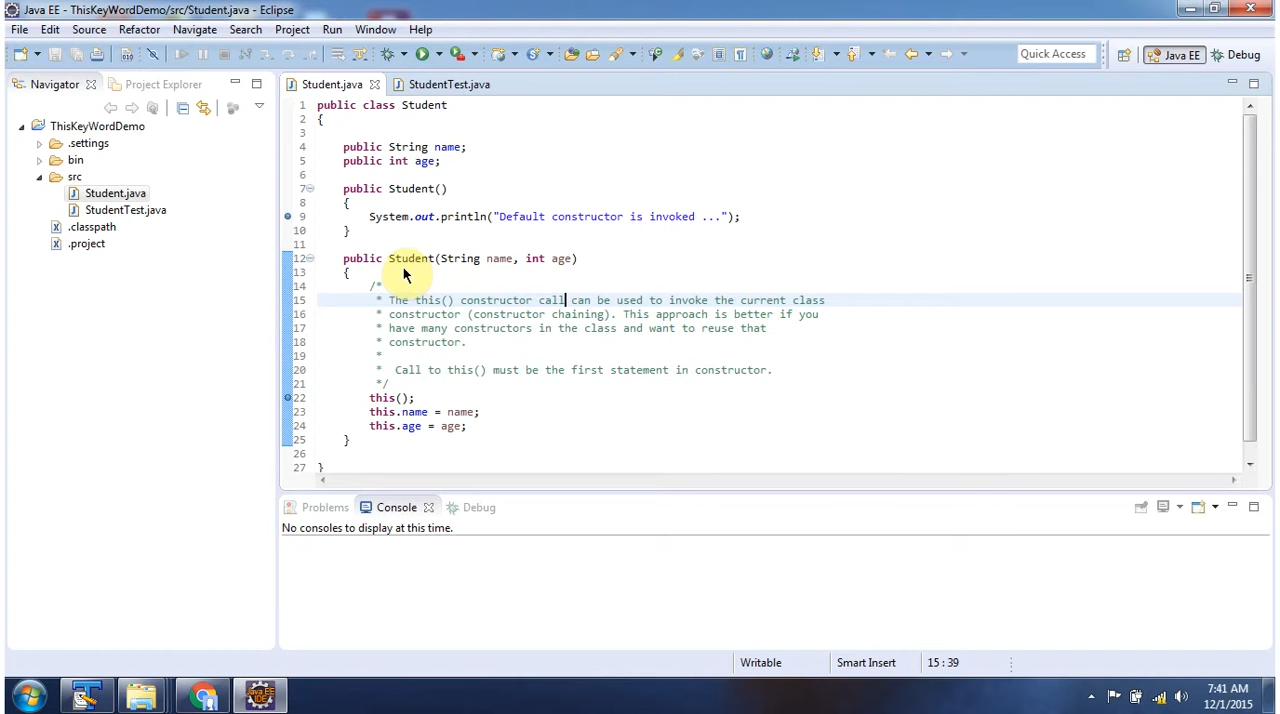 Java EE - ThisKeyWordDemo/src/Student.java - Eclipse
File Edit Source Refactor Navigate Search Project Run Window Help
Quick Access Java EE Debug
Navigator Project Explorer
Student.java StudentTest.java
ThisKeyWordDemo
.settings
bin
src
Student.java
StudentTest.java
.classpath
.project
1 public class Student
2 {
3
4 public String name;
5 public int age;
6
7 public Student()
8 {
9 System.out.println("Default constructor is invoked ...");
10 }
11
12 public Student(String name, int age)
13 {
14 /*
15 * The this() constructor call can be used to invoke the current class
16 * constructor (constructor chaining). This approach is better if you
17 * have many constructors in the class and want to reuse that
18 * constructor.
19 *
20 * Call to this() must be the first statement in constructor.
21 */
22 this();
23 this.name = name;
24 this.age = age;
25 }
26
27 }
Problems Console Debug
No consoles to display at this time.
Writable Smart Insert 15 : 39
Java EE IDE
7:41 AM
12/1/2015